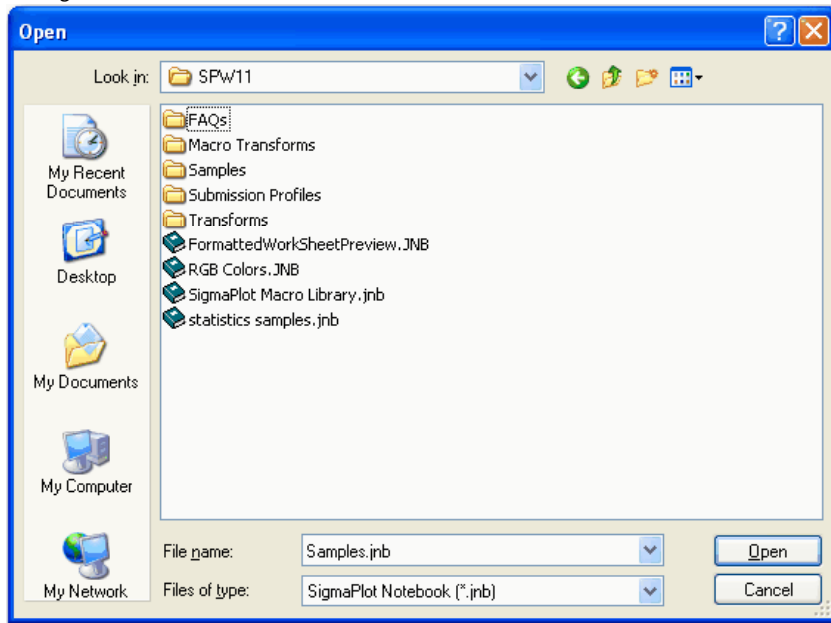 Open
Look in: SPW11
FAQs
Macro Transforms
Samples
Submission Profiles
Transforms
FormattedWorkSheetPreview.JNB
RGB Colors.JNB
SigmaPlot Macro Library.jnb
statistics samples.jnb
My Recent
Documents
Desktop
My Documents
My Computer
My Network
File name: Samples.jnb Open
Files of type: SigmaPlot Notebook (*.jnb) Cancel